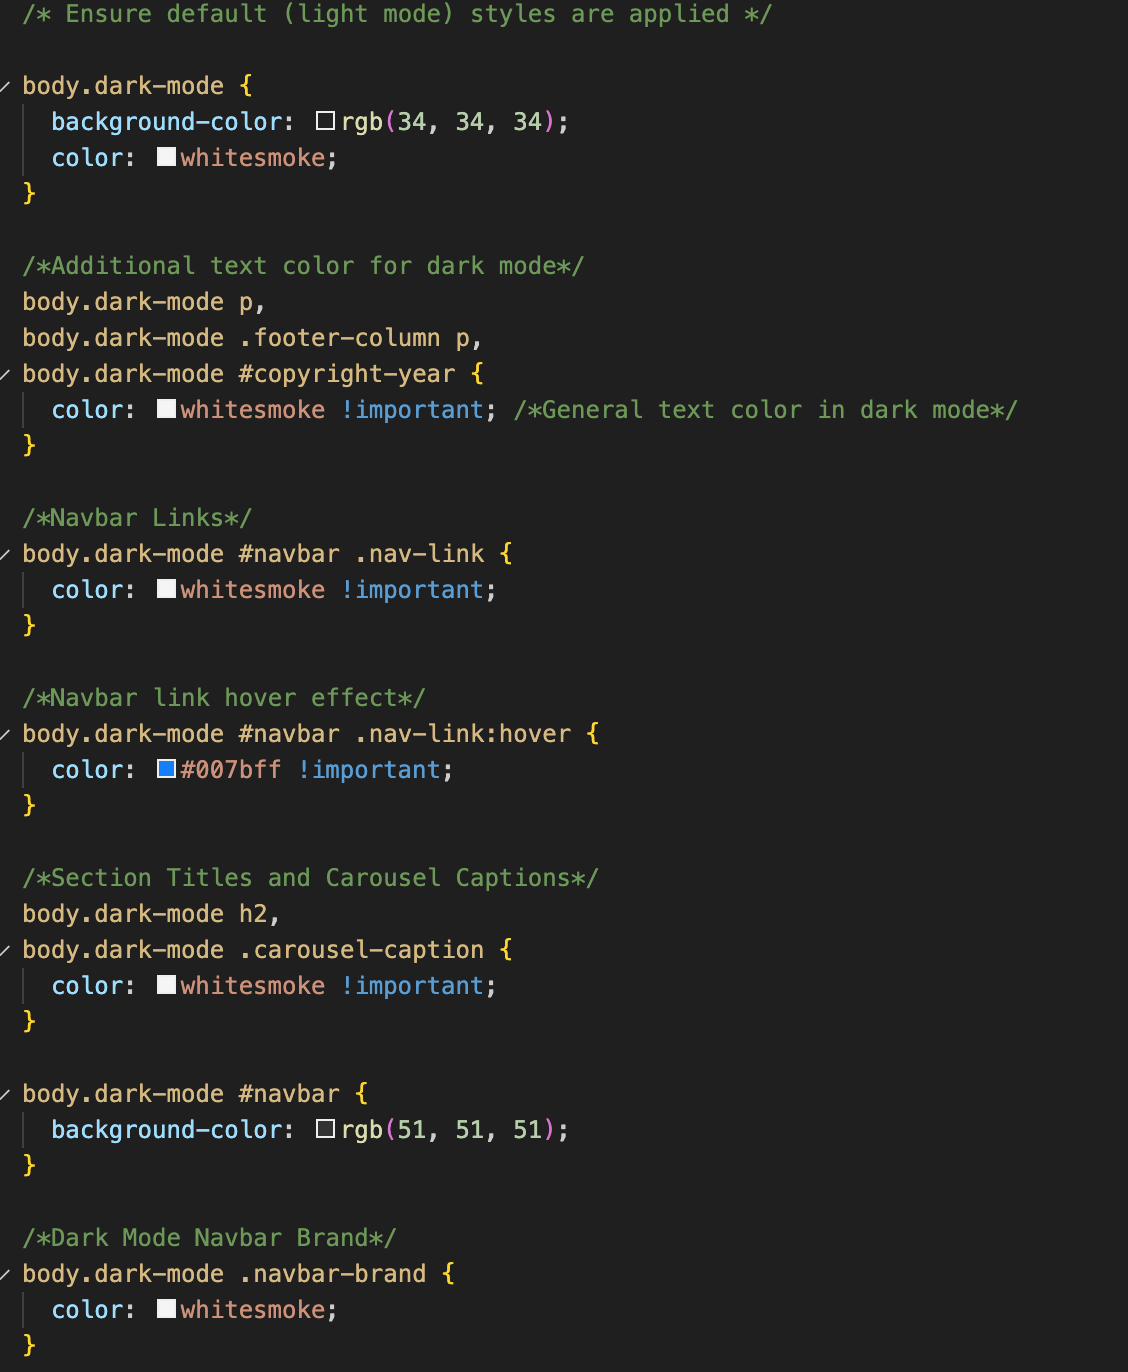 /* Ensure default (light mode) styles are applied */
body.dark-mode {
background-color: rgb(34, 34, 34);
color: whitesmoke;
}
/*Additional text color for dark mode*/
body.dark-mode p,
body.dark-mode .footer-column p,
body.dark-mode #copyright-year {
color: whitesmoke !important; /*General text color in dark mode*/
}
/*Navbar Links*/
body.dark-mode #navbar .nav-link {
color: whitesmoke !important;
}
/*Navbar link hover effect*/
body.dark-mode #navbar .nav-link:hover {
color: #007bff !important;
}
/*Section Titles and Carousel Captions*/
body.dark-mode h2,
body.dark-mode .carousel-caption {
color: whitesmoke !important;
}
body.dark-mode #navbar {
background-color: rgb(51, 51, 51);
}
/*Dark Mode Navbar Brand*/
body.dark-mode .navbar-brand {
color: whitesmoke;
}